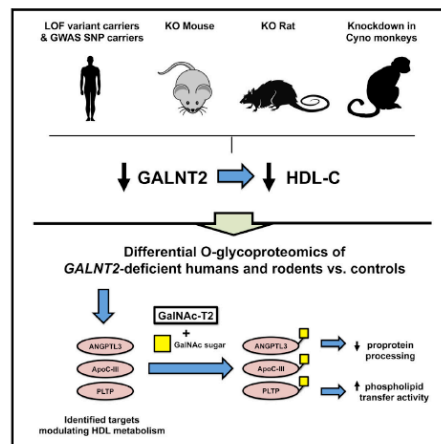 LOF variant carriers
& GWAS SNP carriers
KO Mouse
KO Rat
Knockdown in
Cyno monkeys
GALNT2
HDL-C
Differential O-glycoproteomics of
GALNT2-deficient humans and rodents vs. controls
GalNAc-T2
+
GalNAc sugar
ANGPTL3
ApoC-III
PLTP
ANGPTL3
ApoC-III
PLTP
proprotein
processing
phospholipid
transfer activity
Identified targets
modulating HDL metabolism